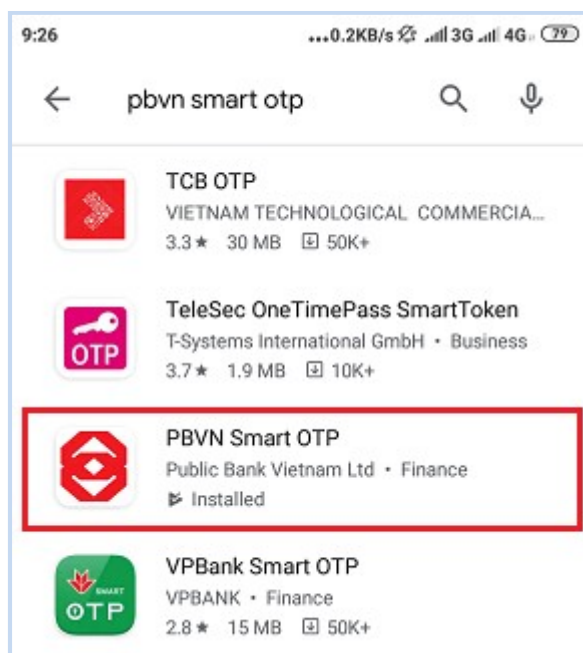 9:26 ...0.2KB/s 3G 4G 79
pbvn smart otp
TCB OTP
VIETNAM TECHNOLOGICAL COMMERCIA...
3.3★ 30 MB 50K+
OTP
TeleSec OneTimePass SmartToken
T-Systems International GmbH • Business
3.7★ 1.9 MB 10K+
PBVN Smart OTP
Public Bank Vietnam Ltd • Finance
Installed
SMART
OTP
VPBank Smart OTP
VPBANK • Finance
2.8★ 15 MB 50K+